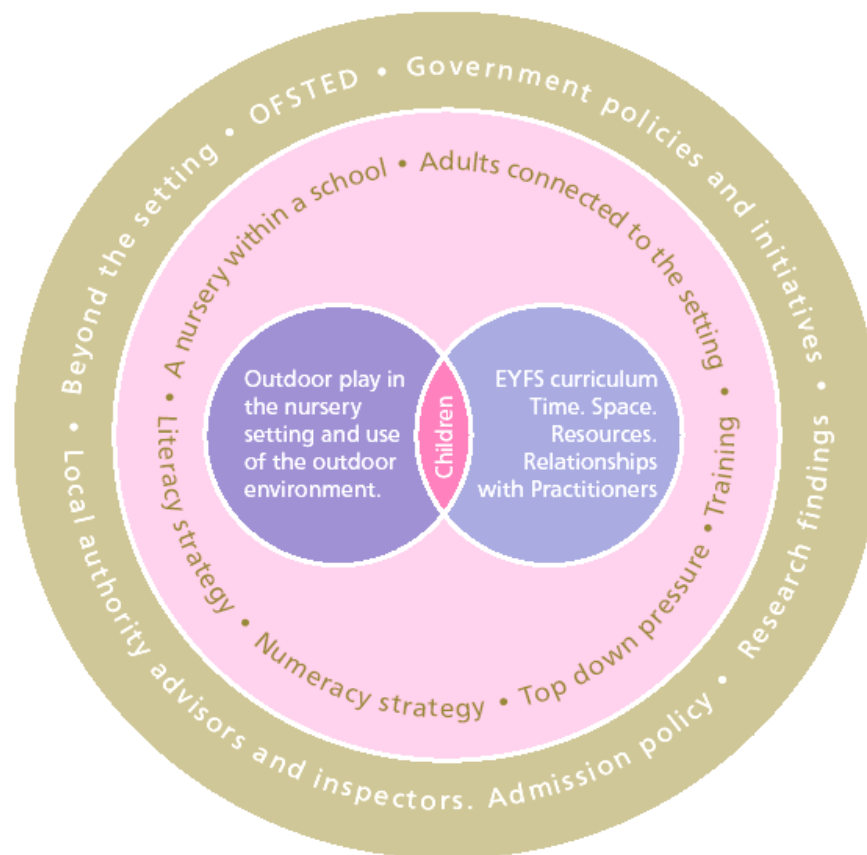 • Beyond the setting • OFSTED • Government policies and initiatives •
Research findings
Local authority advisors and inspectors. Admission policy •
• A nursery within a school • Adults connected to the setting •
Training
• Literacy strategy • Numeracy strategy • Top down pressure •
Outdoor play in
the nursery
setting and use
of the outdoor
environment.
Children
EYFS curriculum
Time. Space.
Resources.
Relationships
with Practitioners